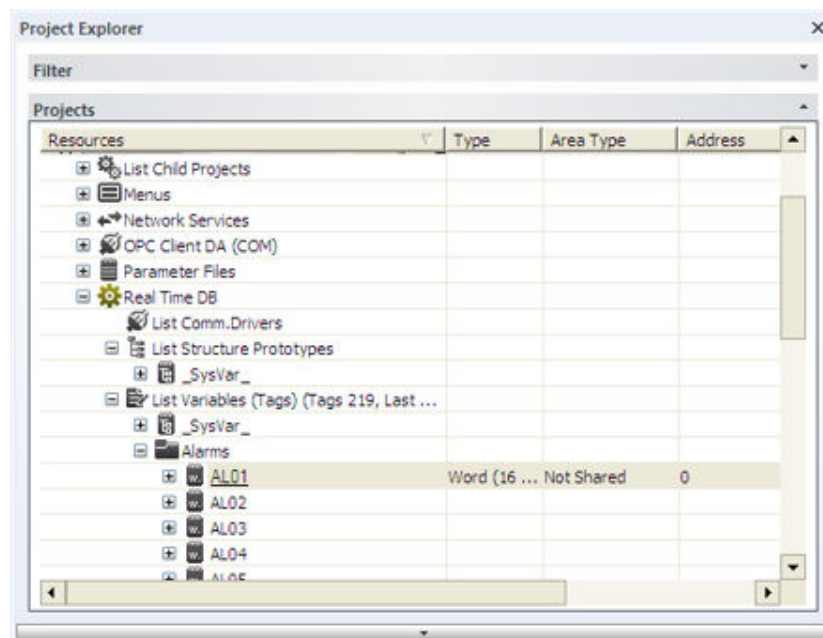 Project Explorer
Filter
Projects
Resources Type Area Type Address
List Child Projects
Menus
Network Services
OPC Client DA (COM)
Parameter Files
Real Time DB
List Comm.Drivers
List Structure Prototypes
_SysVar_
List Variables (Tags) (Tags 219, Last ...
_SysVar_
Alarms
AL01 Word (16 ... Not Shared 0
AL02
AL03
AL04